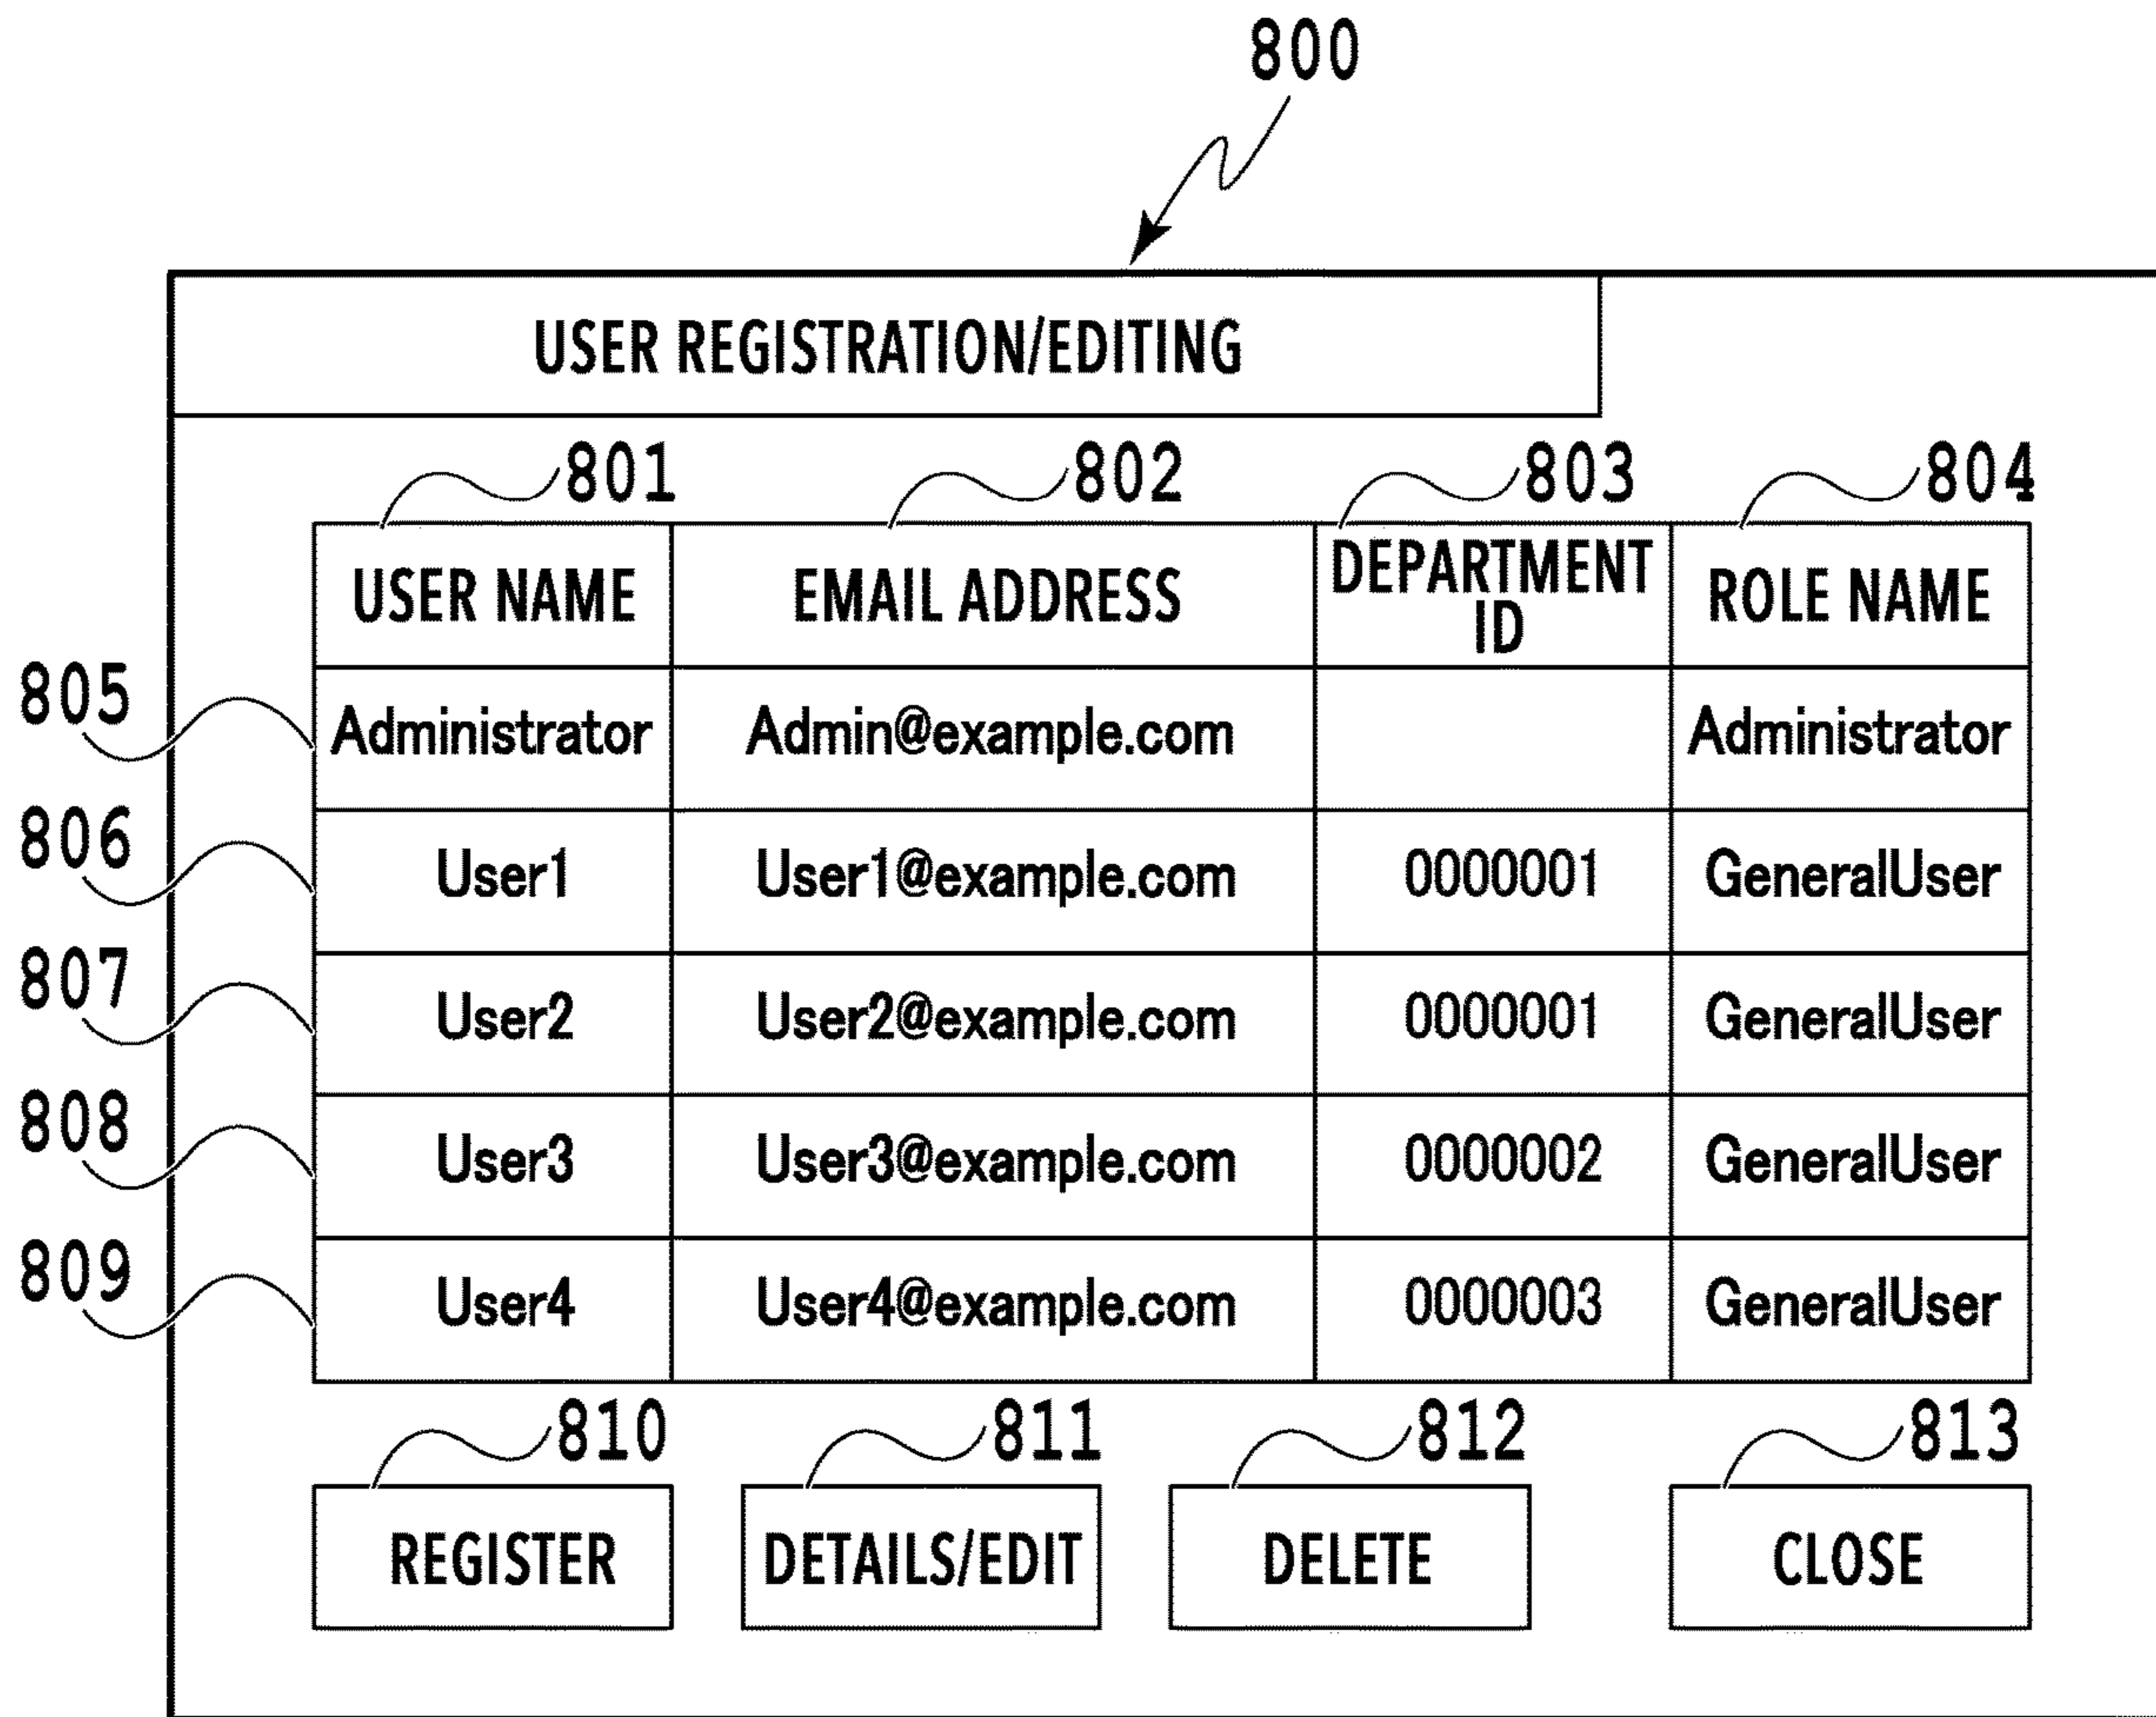 800
USER REGISTRATION/EDITING
801 802 803 804
USER NAME EMAIL ADDRESS DEPARTMENT ID ROLE NAME
805 Administrator Admin@example.com Administrator
806 User1 User1@example.com 0000001 GeneralUser
807 User2 User2@example.com 0000001 GeneralUser
808 User3 User3@example.com 0000002 GeneralUser
809 User4 User4@example.com 0000003 GeneralUser
810 811 812 813
REGISTER DETAILS/EDIT DELETE CLOSE